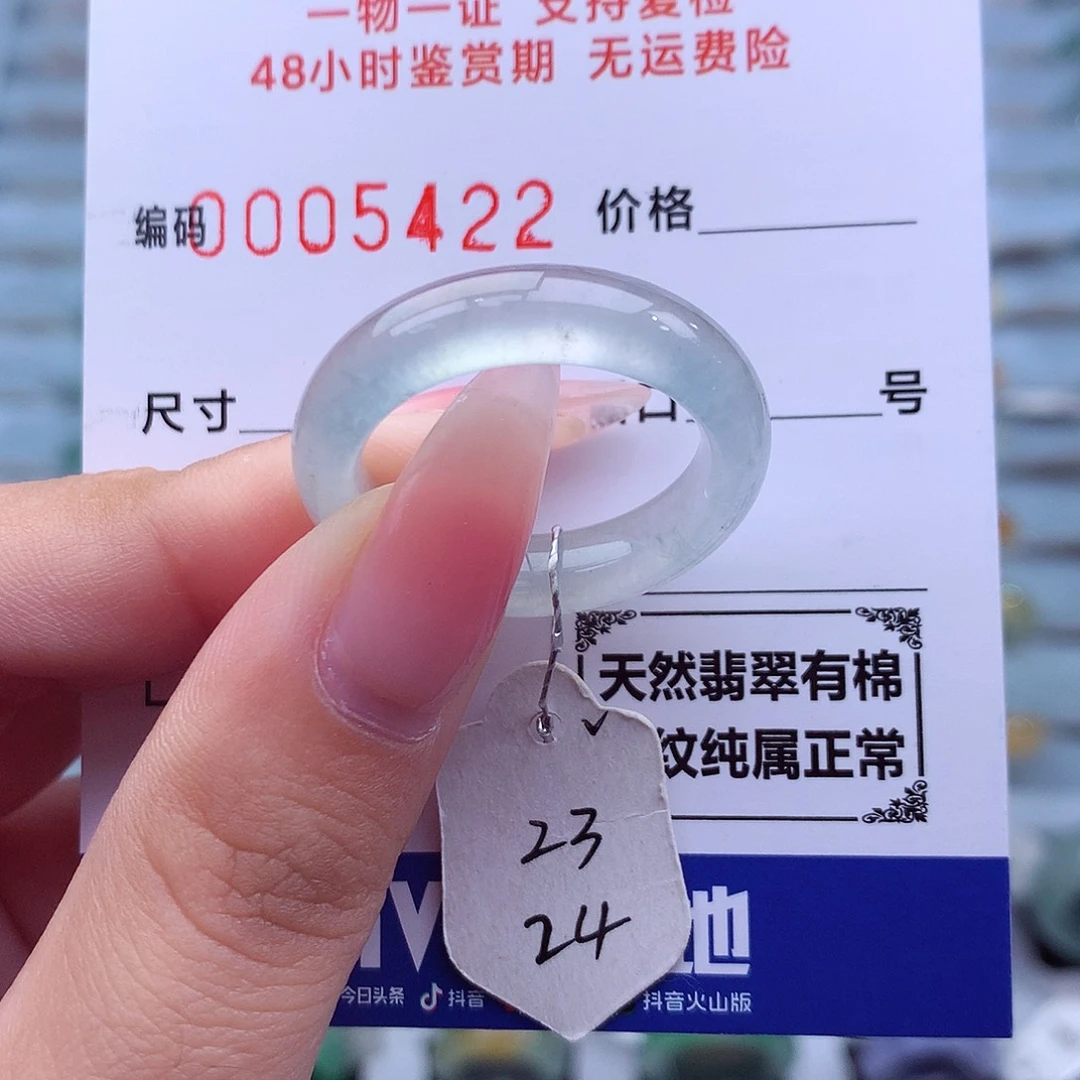 一物一证 支持复检
48小时鉴赏期 无运费险
编码0005422 价格
尺寸 号
天然翡翠有棉
纹纯属正常
23
24
地
今日头条 抖音 抖音火山版